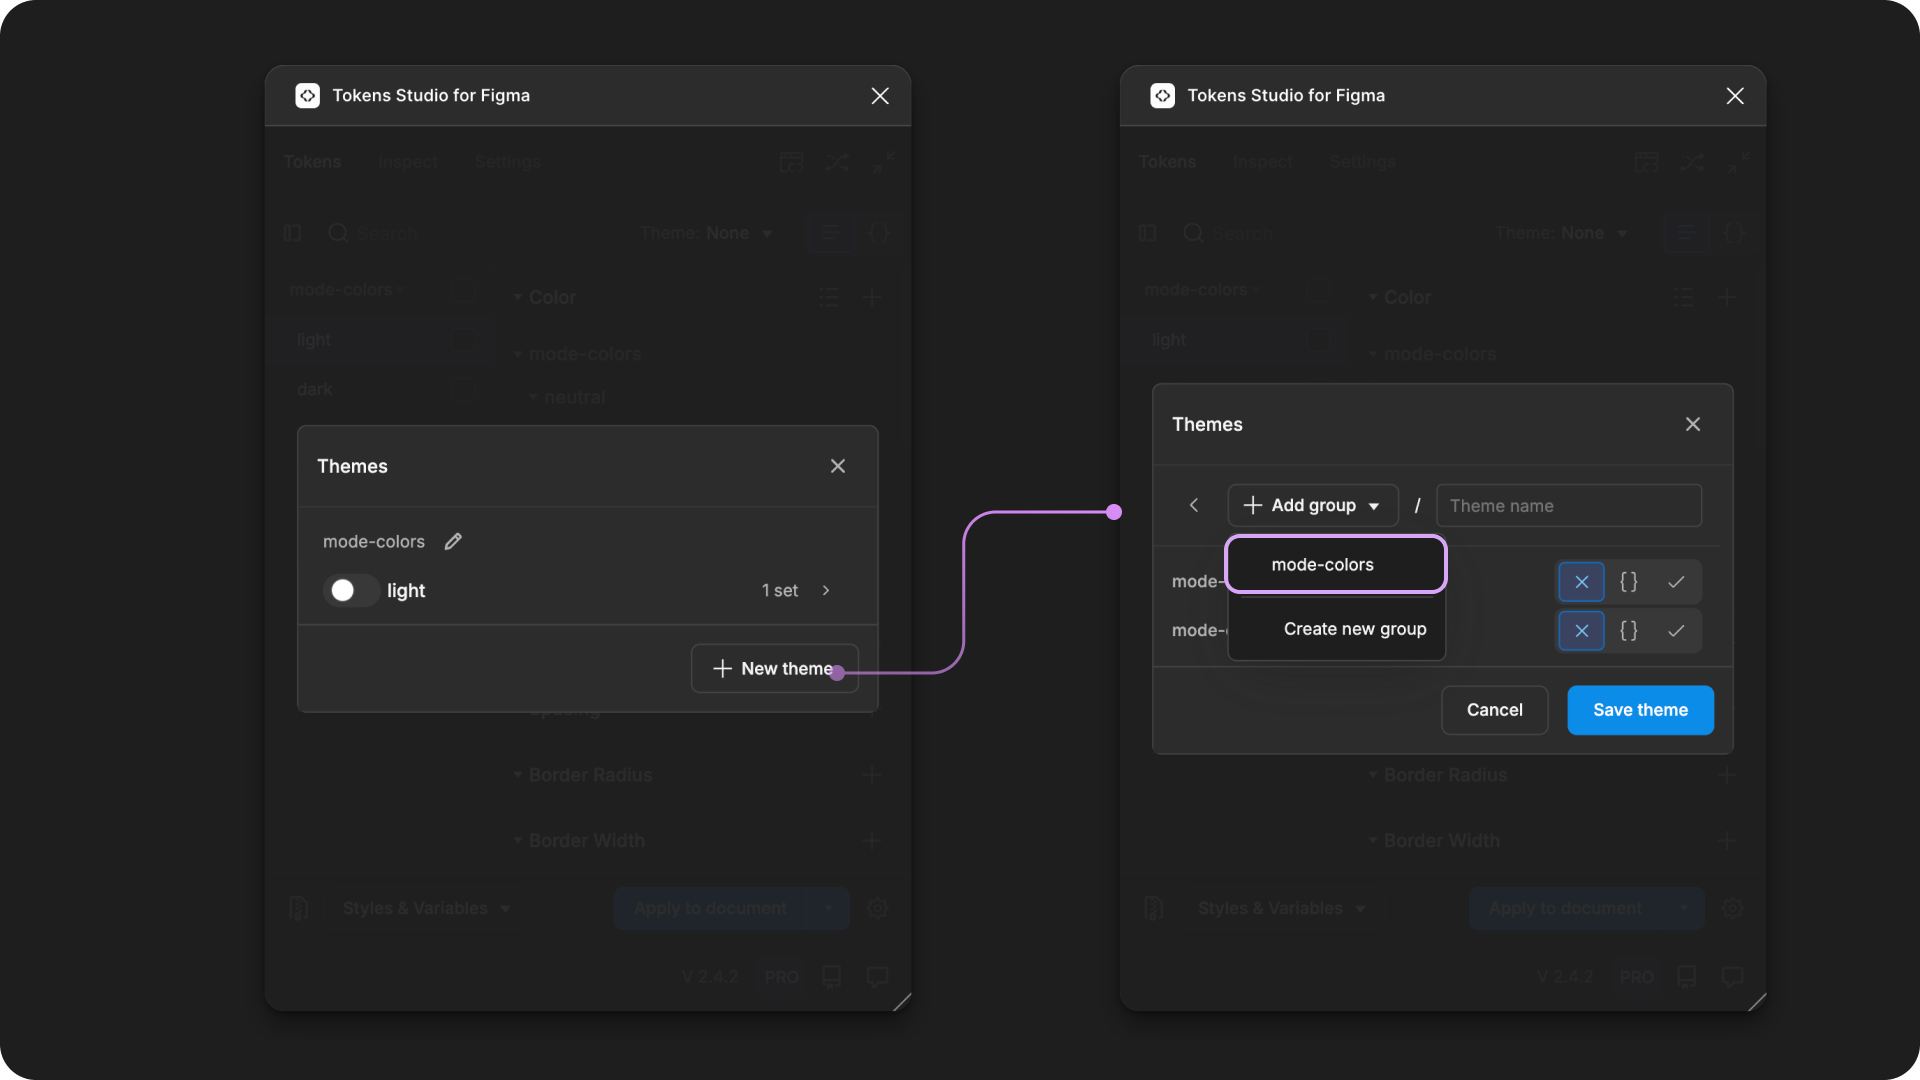 Tokens Studio for Figma
Tokens Inspect Settings
Search Theme: None { }
mode-colors Color
light mode-colors
dark neutral
Themes
mode-colors
light 1 set
New theme
Spacing
Border Radius
Border Width
Styles & Variables Apply to document
V 2.4.2 PRO
Tokens Studio for Figma
Tokens Inspect Settings
Search Theme: None { }
mode-colors Color
light mode-colors
Themes
Add group / Theme name
mode-colors
mode- { }
Create new group
mode- { }
Cancel Save theme
Border Radius
Border Width
Styles & Variables Apply to document
V 2.4.2 PRO